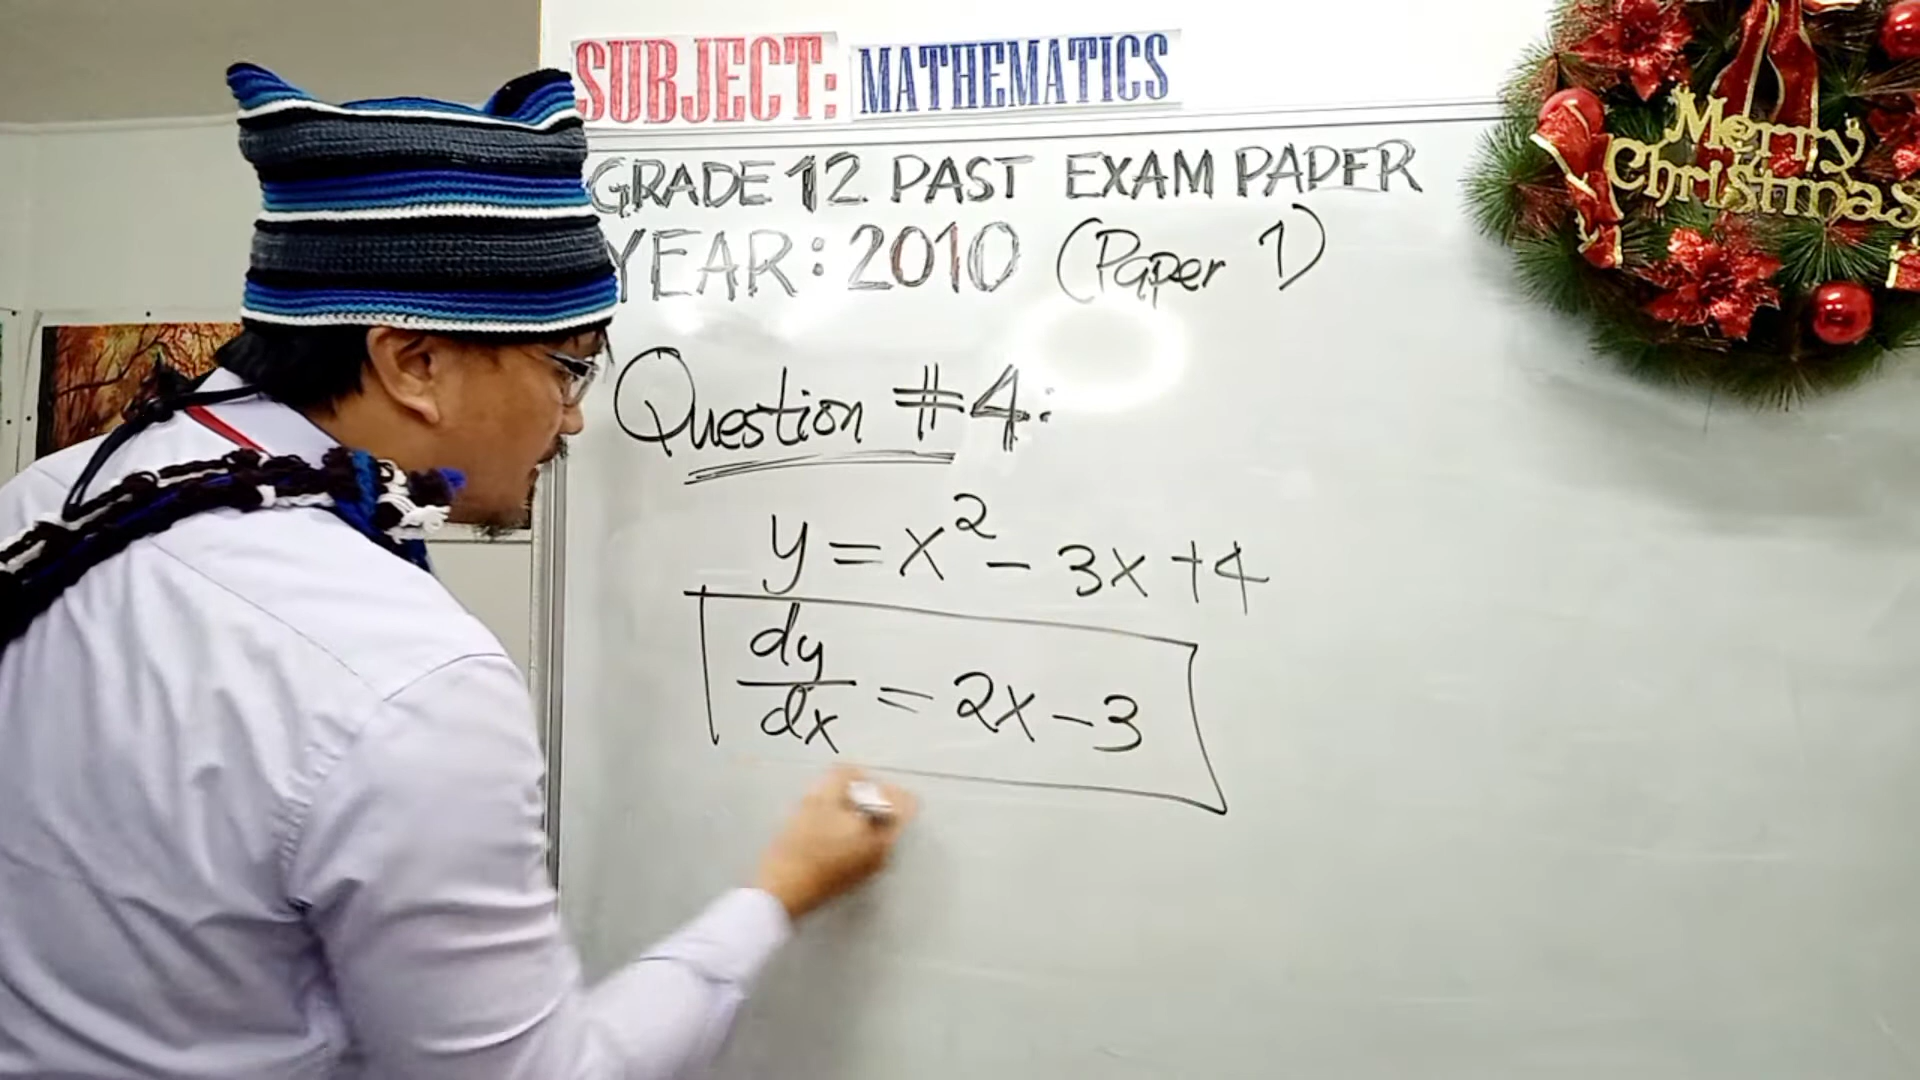 SUBJECT: MATHEMATICS
GRADE 12 PAST EXAM PAPER
YEAR: 2010 (Paper 1)
Question #4:
y = x² - 3x + 4
dy/dx = 2x - 3
Merry
Christmas